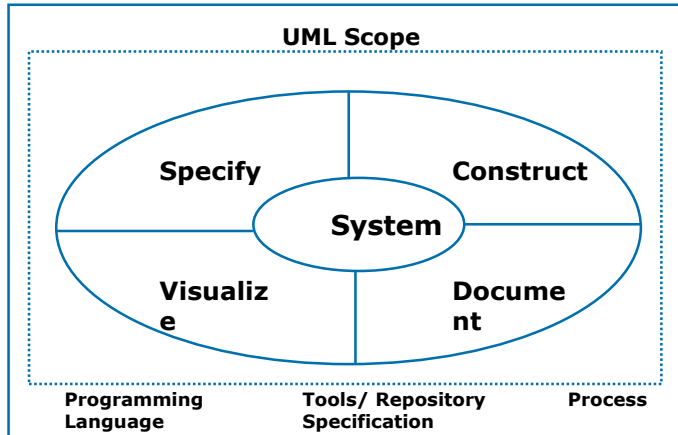 UML Scope
Specify
Construct
System
Visualiz
e
Docume
nt
Programming
Language
Tools/ Repository
Specification
Process